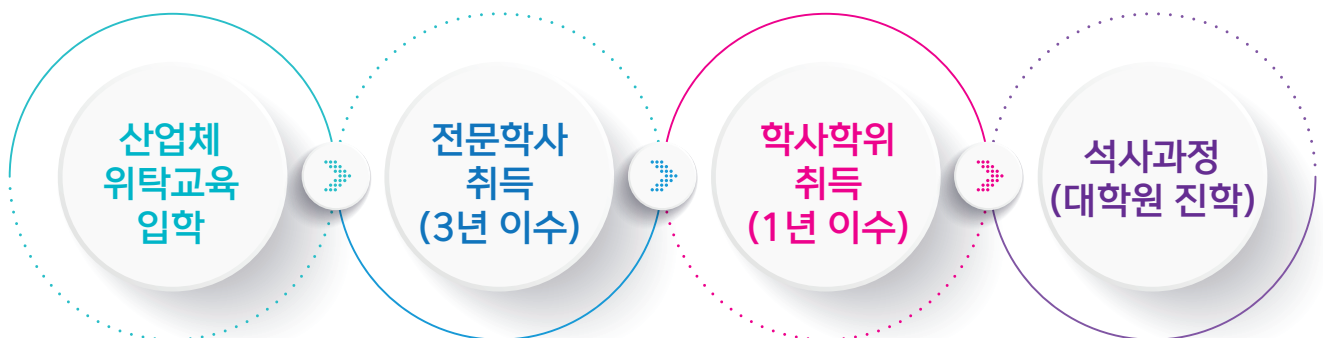 산업체
위탁교육
입학
전문학사
취득
(3년 이수)
학사학위
취득
(1년 이수)
석사과정
(대학원 진학)